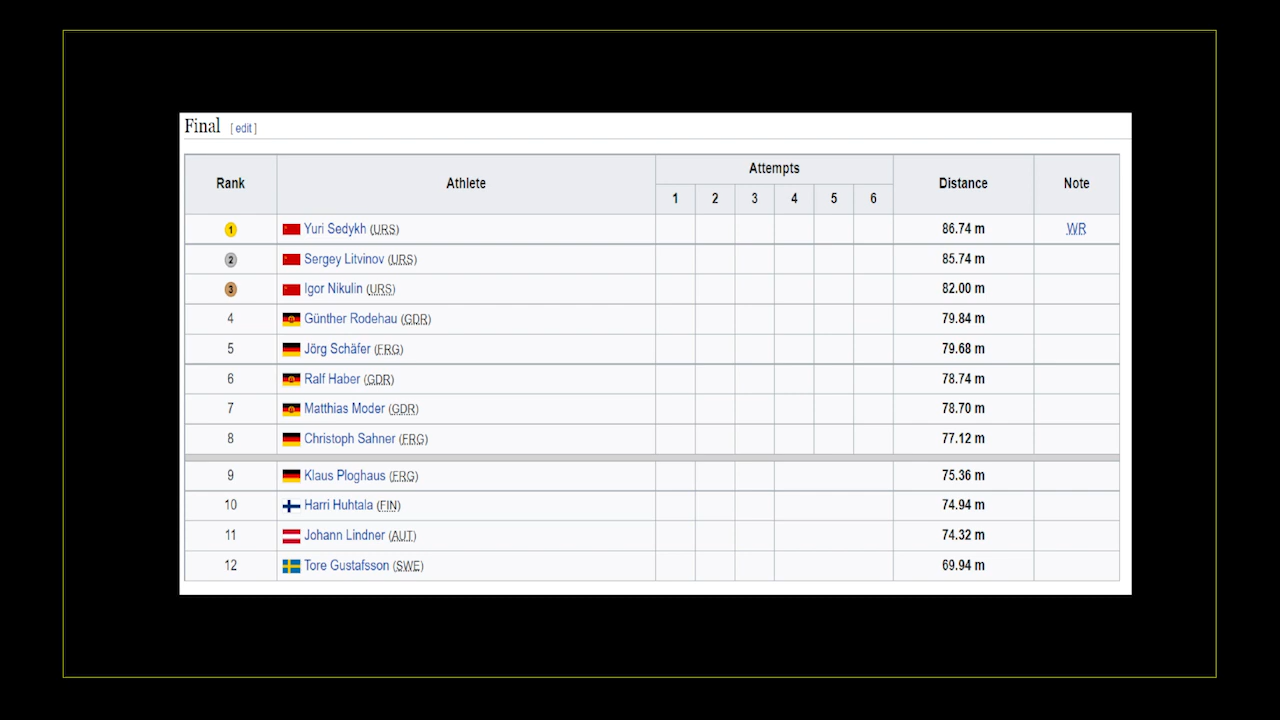 Final [ edit ]
Rank Athlete Attempts Distance Note
1 2 3 4 5 6
1 Yuri Sedykh (URS) 86.74 m WR
2 Sergey Litvinov (URS) 85.74 m
3 Igor Nikulin (URS) 82.00 m
4 Günther Rodehau (GDR) 79.84 m
5 Jörg Schäfer (FRG) 79.68 m
6 Ralf Haber (GDR) 78.74 m
7 Matthias Moder (GDR) 78.70 m
8 Christoph Sahner (FRG) 77.12 m
9 Klaus Ploghaus (FRG) 75.36 m
10 Harri Huhtala (FIN) 74.94 m
11 Johann Lindner (AUT) 74.32 m
12 Tore Gustafsson (SWE) 69.94 m